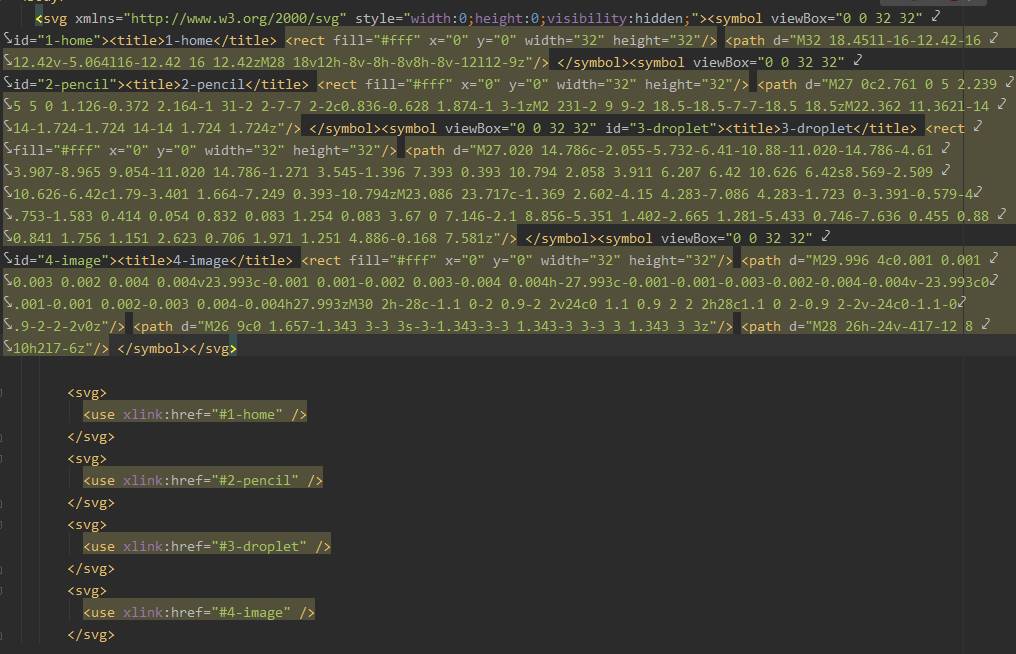 <svg xmlns="http://www.w3.org/2000/svg" style="width:0;height:0;visibility:hidden;"><symbol viewBox="0 0 32 32"
id="1-home"><title>1-home</title> <rect fill="#fff" x="0" y="0" width="32" height="32"/> <path d="M32 18.451l-16-12.42-16
12.42v-5.064l16-12.42 16 12.42zM28 18v12h-8v-8h-8v8h-8v-12l12-9z"/> </symbol><symbol viewBox="0 0 32 32"
id="2-pencil"><title>2-pencil</title> <rect fill="#fff" x="0" y="0" width="32" height="32"/> <path d="M27 0c2.761 0 5 2.239
5 5 0 1.126-0.372 2.164-1 3l-2 2-7-7 2-2c0.836-0.628 1.874-1 3-1zM2 23l-2 9 9-2 18.5-18.5-7-7-18.5 18.5zM22.362 11.362l-14
14-1.724-1.724 14-14 1.724 1.724z"/> </symbol><symbol viewBox="0 0 32 32" id="3-droplet"><title>3-droplet</title> <rect
fill="#fff" x="0" y="0" width="32" height="32"/> <path d="M27.020 14.786c-2.055-5.732-6.41-10.88-11.020-14.786-4.61
3.907-8.965 9.054-11.020 14.786-1.271 3.545-1.396 7.393 0.393 10.794 2.058 3.911 6.207 6.42 10.626 6.42s8.569-2.509
10.626-6.42c1.79-3.401 1.664-7.249 0.393-10.794zM23.086 23.717c-1.369 2.602-4.15 4.283-7.086 4.283-1.723 0-3.391-0.579-4
.753-1.583 0.414 0.054 0.832 0.083 1.254 0.083 3.67 0 7.146-2.1 8.856-5.351 1.402-2.665 1.281-5.433 0.746-7.636 0.455 0.88
0.841 1.756 1.151 2.623 0.706 1.971 1.251 4.886-0.168 7.581z"/> </symbol><symbol viewBox="0 0 32 32"
id="4-image"><title>4-image</title> <rect fill="#fff" x="0" y="0" width="32" height="32"/> <path d="M29.996 4c0.001 0.001
0.003 0.002 0.004 0.004v23.993c-0.001 0.001-0.002 0.003-0.004 0.004h-27.993c-0.001-0.001-0.003-0.002-0.004-0.004v-23.993c0
.001-0.001 0.002-0.003 0.004-0.004h27.993zM30 2h-28c-1.1 0-2 0.9-2 2v24c0 1.1 0.9 2 2 2h28c1.1 0 2-0.9 2-2v-24c0-1.1-0
.9-2-2-2v0z"/> <path d="M26 9c0 1.657-1.343 3-3 3s-3-1.343-3-3 1.343-3 3-3 3 1.343 3 3z"/> <path d="M28 26h-24v-4l7-12 8
10h2l7-6z"/> </symbol></svg>
<svg>
<use xlink:href="#1-home" />
</svg>
<svg>
<use xlink:href="#2-pencil" />
</svg>
<svg>
<use xlink:href="#3-droplet" />
</svg>
<svg>
<use xlink:href="#4-image" />
</svg>